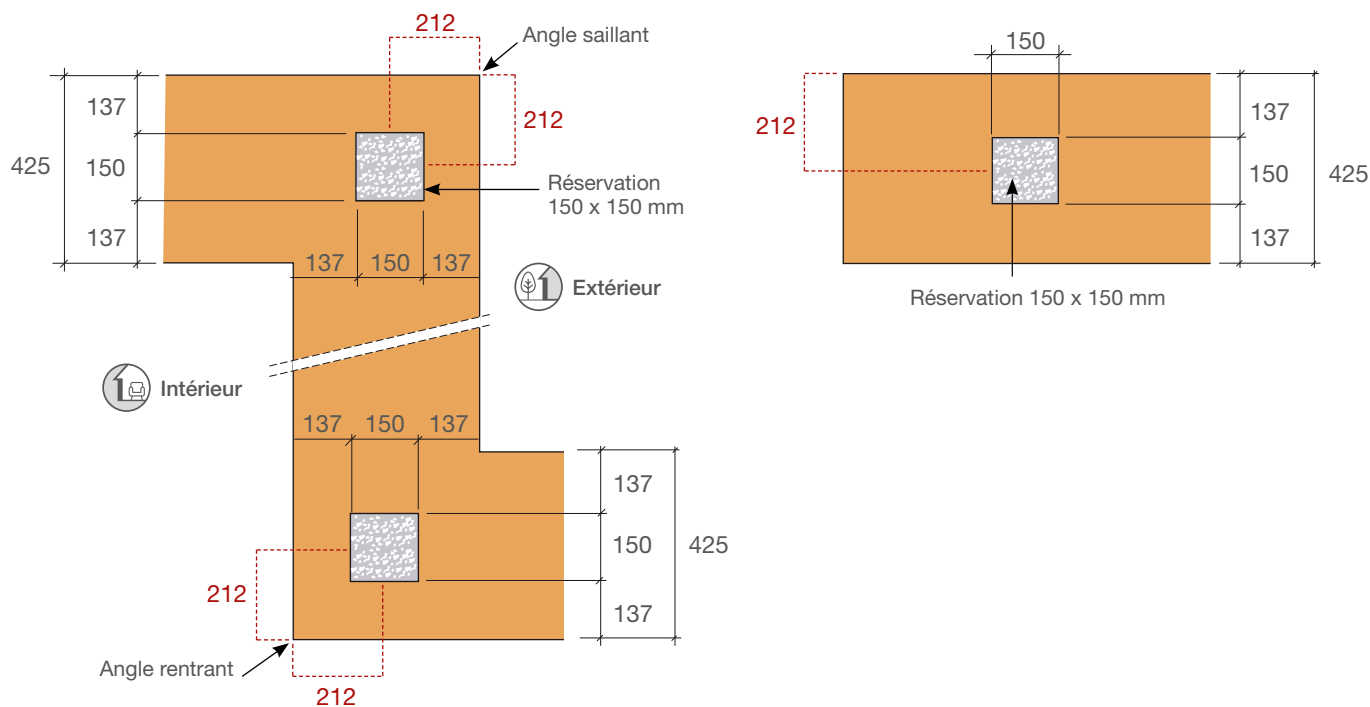 212
Angle saillant
137
150
137
425
212
Réservation
150 x 150 mm
137 150 137
Extérieur
Intérieur
137 150 137
137
150
137
425
212
Angle rentrant
212
150
212
137
150
137
425
Réservation 150 x 150 mm